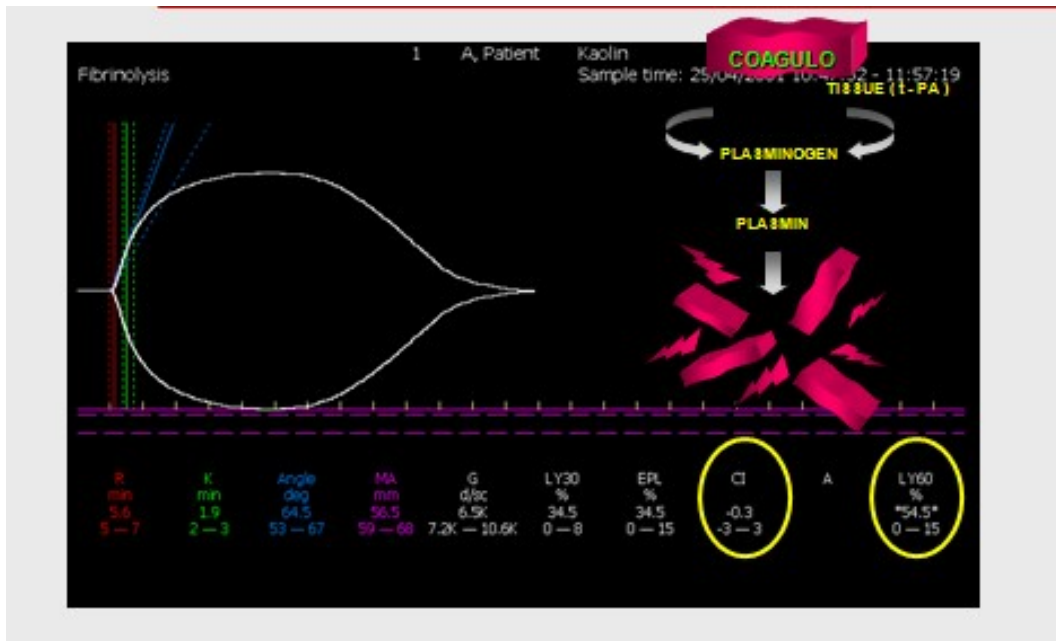 1 A, Patient Kaolin
COAGULO
Fibrinolysis
Sample time: 25/04/2001 - 11:57:19
TISSUE (t-PA)
PLASMINOGEN
PLASMIN
R K Angle MA G LY30 EPL CI A LY60
min min deg mm d/sc % % %
5.6 1.9 64.5 56.5 6.5K 34.5 34.5 -0.3 *54.5*
5 — 7 2 — 3 53 — 67 59 — 68 7.2K — 10.6K 0 — 8 0 — 15 -3 — 3 0 — 15